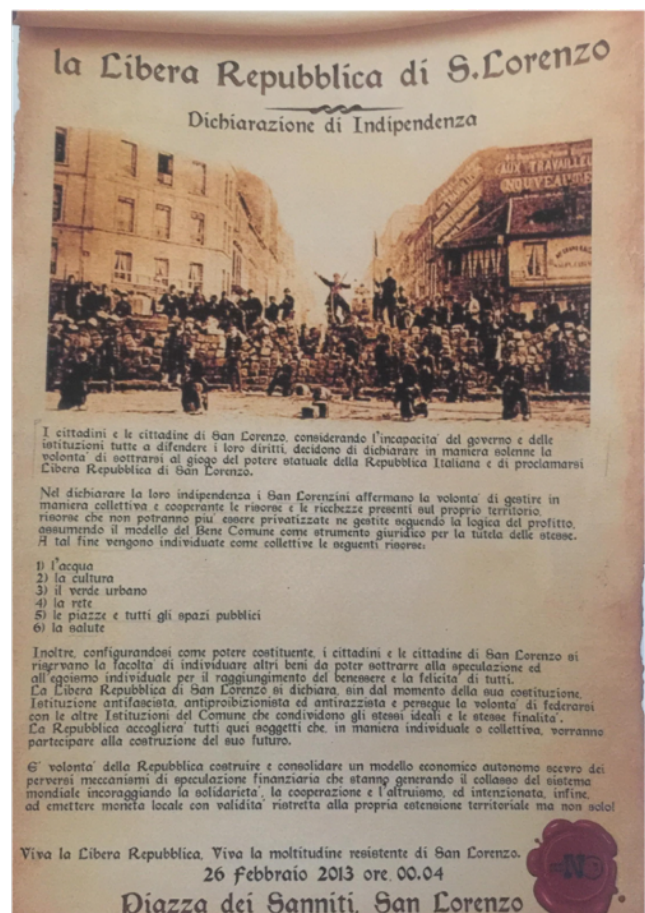 la Libera Repubblica di S.Lorenzo
Dichiarazione di Indipendenza
AUX TRAVAILLEU
NOUVEAUTÉS
I cittadini e le cittadine di San Lorenzo, considerando l'incapacita' del governo e delle
istituzioni tutte a difendere i loro diritti, decidono di dichiarare in maniera solenne la
volonta' di sottrarsi al giogo del potere statuale della Repubblica Italiana e di proclamarsi
Libera Repubblica di San Lorenzo.
Nel dichiarare la loro indipendenza i San Lorenzini affermano la volonta' di gestire in
maniera collettiva e cooperante le risorse e le ricchezze presenti sul proprio territorio,
risorse che non potranno piu' essere privatizzate ne gestite seguendo la logica del profitto,
assumendo il modello del Bene Comune come strumento giuridico per la tutela delle stesse.
A tal fine vengono individuate come collettive le seguenti risorse:
1) l'acqua
2) la cultura
3) il verde urbano
4) la rete
5) le piazze e tutti gli spazi pubblici
6) la salute
Inoltre, configurandosi come potere costituente, i cittadini e le cittadine di San Lorenzo si
riservano la facolta' di individuare altri beni da poter sottrarre alla speculazione ed
all'egoismo individuale per il raggiungimento del benessere e la felicita' di tutti.
La Libera Repubblica di San Lorenzo si dichiara, sin dal momento della sua costituzione,
Istituzione antifascista, antiproibizionista ed antirazzista e persegue la volonta' di federarsi
con le altre Istituzioni del Comune che condividono gli stessi ideali e le stesse finalita'.
La Repubblica accogliera' tutti quei soggetti che, in maniera individuale o collettiva, vorranno
partecipare alla costruzione del suo futuro.
E' volonta' della Repubblica costruire e consolidare un modello economico autonomo scevro dei
perversi meccanismi di speculazione finanziaria che stanno generando il collasso del sistema
mondiale incoraggiando la solidarieta', la cooperazione e l'altruismo, ed intenzionata, infine,
ad emettere moneta locale con validita' ristretta alla propria estensione territoriale ma non solo!
Viva la Libera Repubblica, Viva la moltitudine resistente di San Lorenzo.
26 febbraio 2013 ore 00.04
Piazza dei Sanniti, San Lorenzo